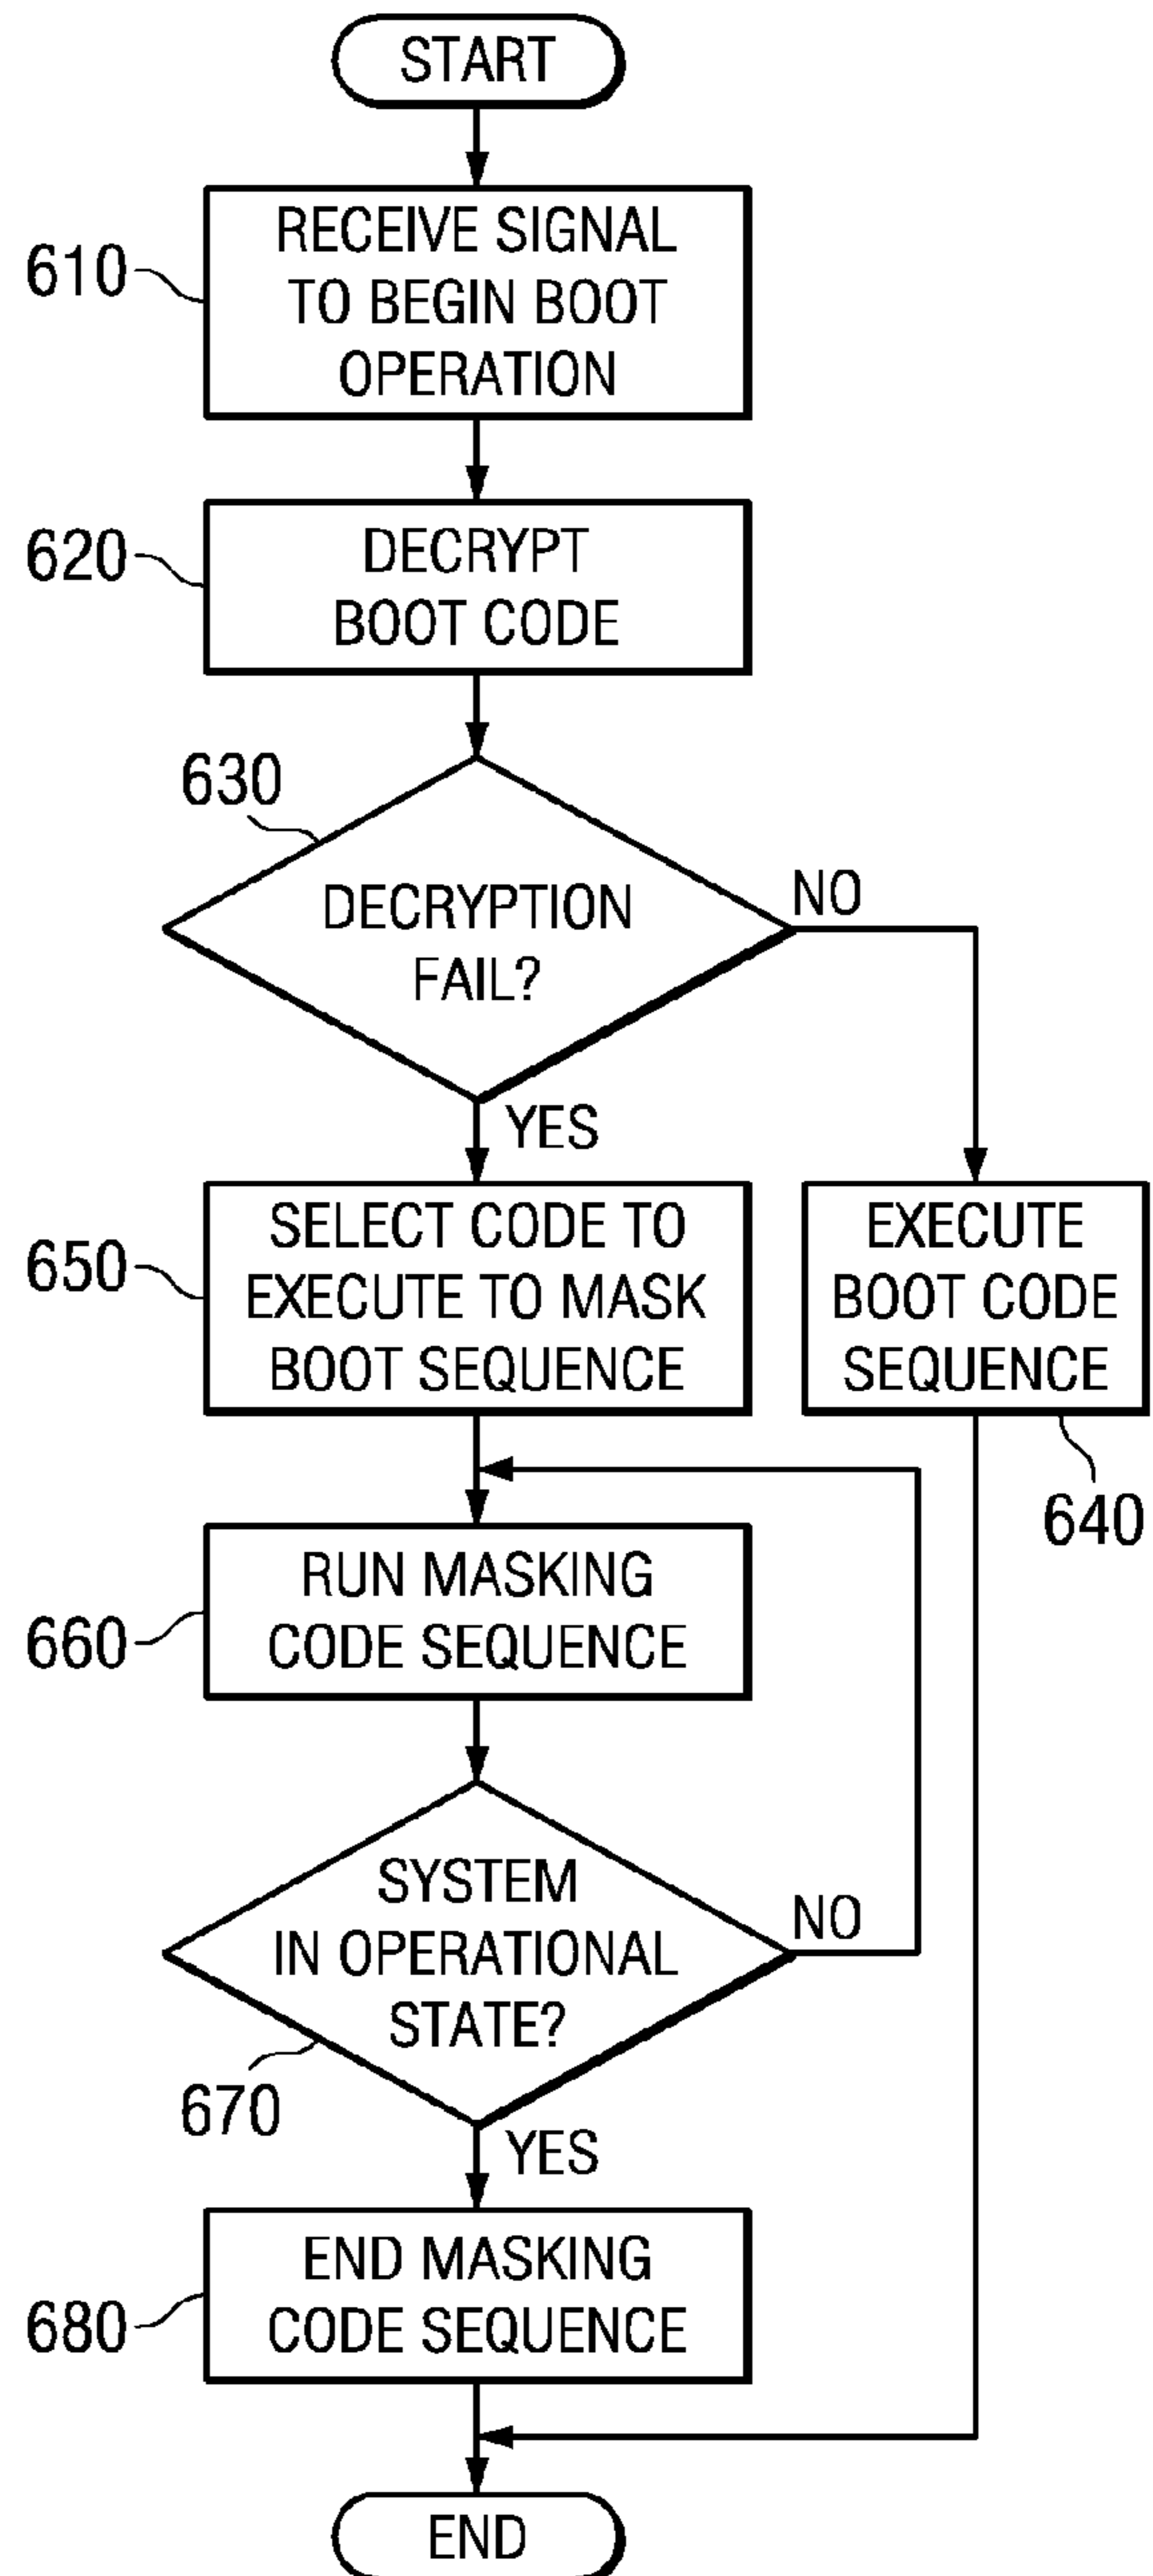 START
610
RECEIVE SIGNAL
TO BEGIN BOOT
OPERATION
620
DECRYPT
BOOT CODE
630
DECRYPTION
FAIL?
NO
YES
650
SELECT CODE TO
EXECUTE TO MASK
BOOT SEQUENCE
EXECUTE
BOOT CODE
SEQUENCE
640
660
RUN MASKING
CODE SEQUENCE
SYSTEM
IN OPERATIONAL
STATE?
NO
670
YES
680
END MASKING
CODE SEQUENCE
END